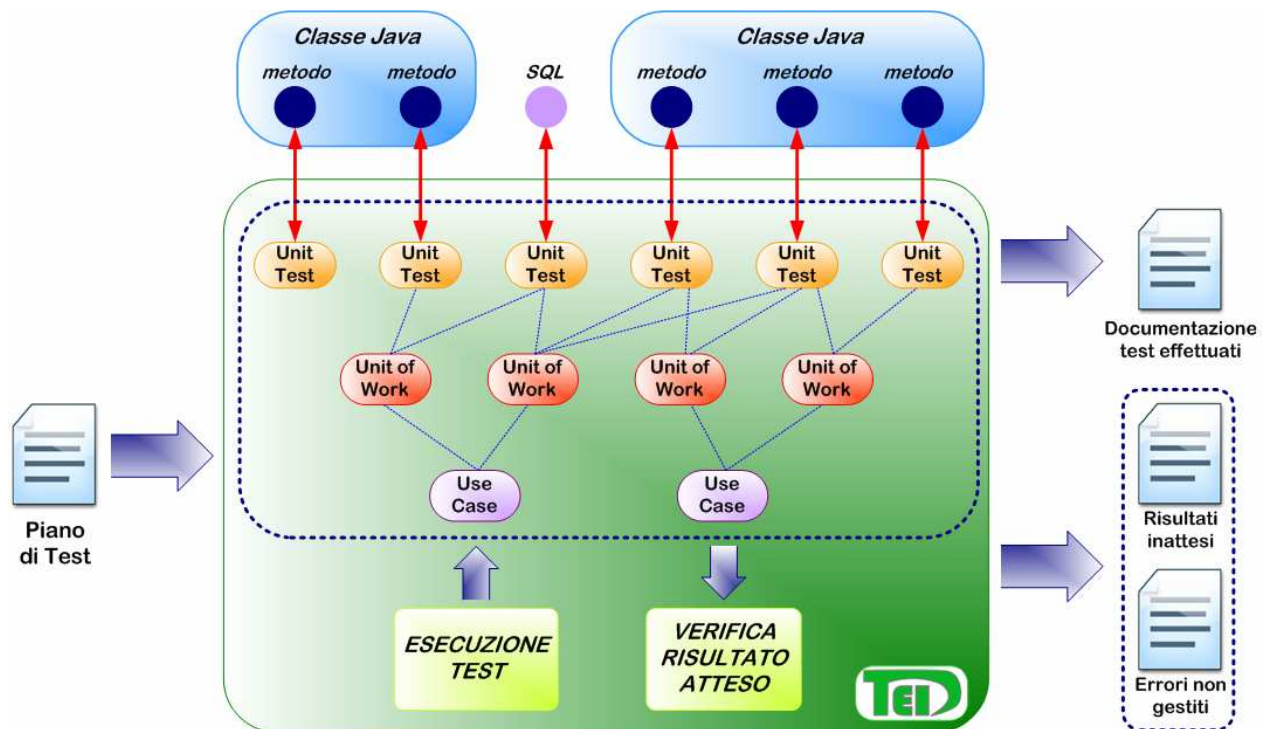 Classe Java
Classe Java
metodo
metodo
SQL
metodo
metodo
metodo
Unit
Test
Unit
Test
Unit
Test
Unit
Test
Unit
Test
Unit
Test
Unit of
Work
Unit of
Work
Unit of
Work
Unit of
Work
Use
Case
Use
Case
Piano
di Test
ESECUZIONE
TEST
VERIFICA
RISULTATO
ATTESO
TEID
Documentazione
test effettuati
Risultati
inattesi
Errori non
gestiti